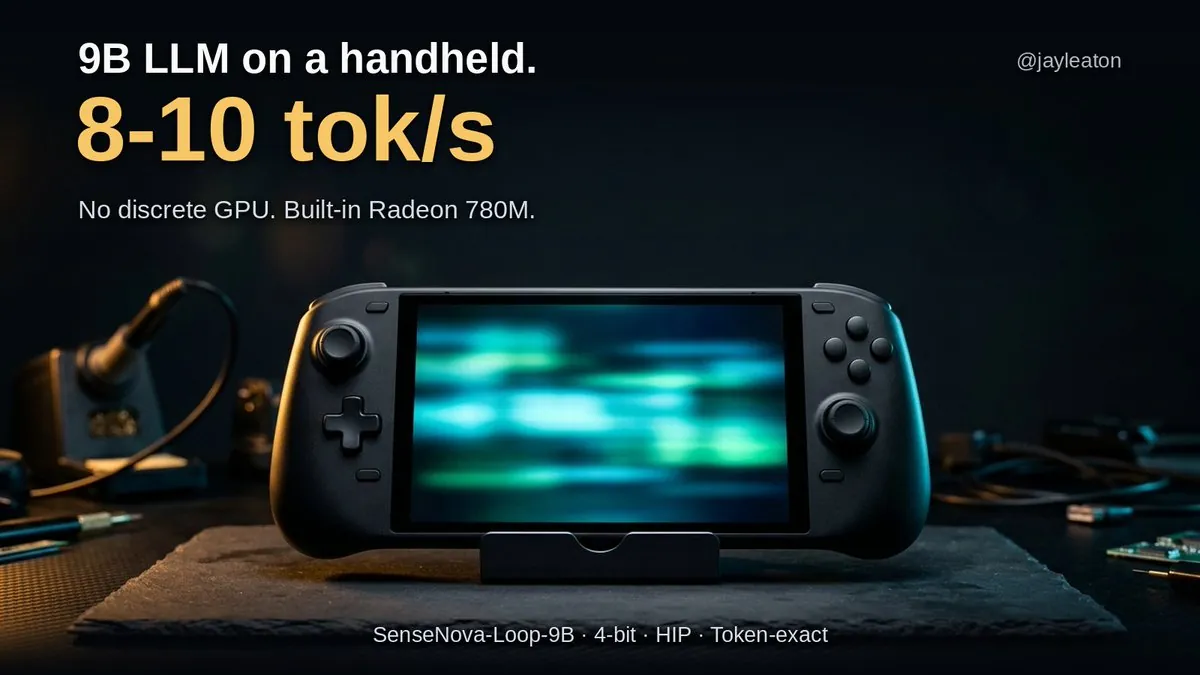 9B LLM on a handheld.
@jayleaton
8-10 tok/s
No discrete GPU. Built-in Radeon 780M.
SenseNova-Loop-9B · 4-bit · HIP · Token-exact